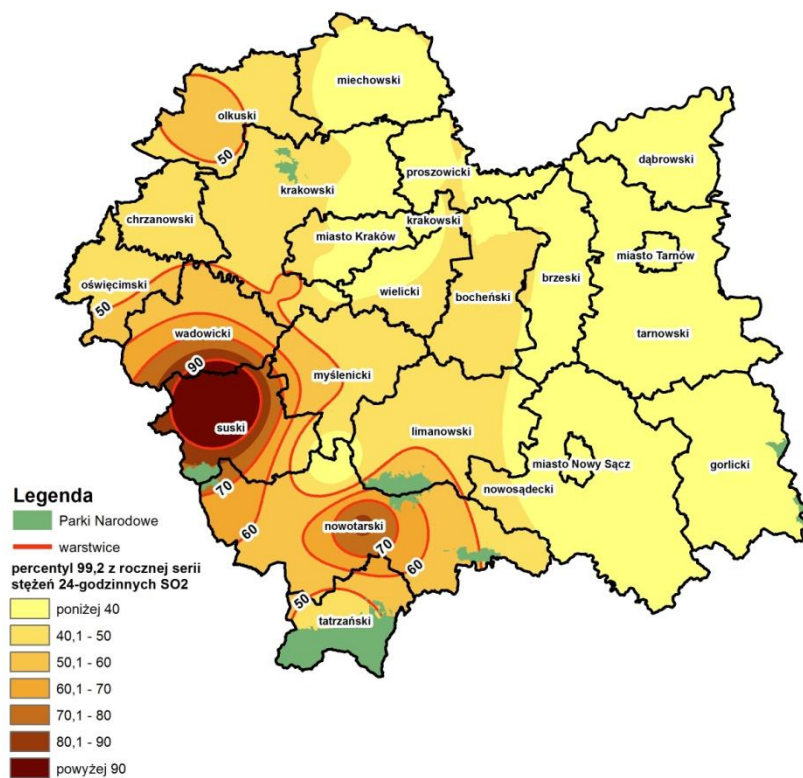 miechowski
olkuski
50
dąbrowski
proszowicki
krakowski
chrzanowski
krakowski
miasto Kraków
miasto Tarnów
oświęcimski
wielicki
bocheński
brzeski
50
wadowicki
tarnowski
90
myślenicki
suski
limanowski
miasto Nowy Sącz
gorlicki
nowosądecki
70
nowotarski
60
70
60
50
tatrzański
Legenda
Parki Narodowe
warstwice
percentyl 99,2 z rocznej serii
stężeń 24-godzinnych SO2
poniżej 40
40,1 - 50
50,1 - 60
60,1 - 70
70,1 - 80
80,1 - 90
powyżej 90